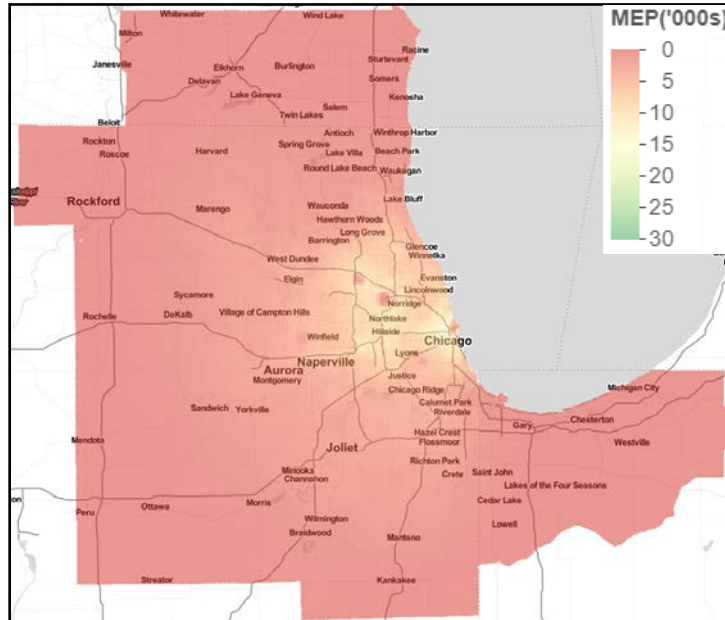 MEP('000s)
0
5
10
15
20
25
30
Whitewater
Wind Lake
Milton
Racine
Janesville
Elkhorn
Burlington
Sturtevant
Delavan
Somers
Lake Geneva
Kenosha
Salem
Twin Lakes
Beloit
Antioch
Winthrop Harbor
Rockton
Roscoe
Harvard
Spring Grove
Lake Villa
Beach Park
Round Lake Beach
Waukegan
Rockford
Marengo
Wauconda
Lake Bluff
Hawthorn Woods
Long Grove
Barrington
Glencoe
Winnetka
West Dundee
Elgin
Evanston
Lincolnwood
Sycamore
Norridge
Rochelle
DeKalb
Village of Campton Hills
Northlake
Hillside
Winfield
Chicago
Lyons
Naperville
Aurora
Montgomery
Justice
Chicago Ridge
Michigan City
Sandwich
Yorkville
Calumet Park
Riverdale
Chesterton
Gary
Mendota
Hazel Crest
Flossmoor
Westville
Joliet
Richton Park
Minooka
Channahon
Crete
Saint John
Lakes of the Four Seasons
Peru
Ottawa
Morris
Cedar Lake
Wilmington
Lowell
Braidwood
Manteno
Streator
Kankakee